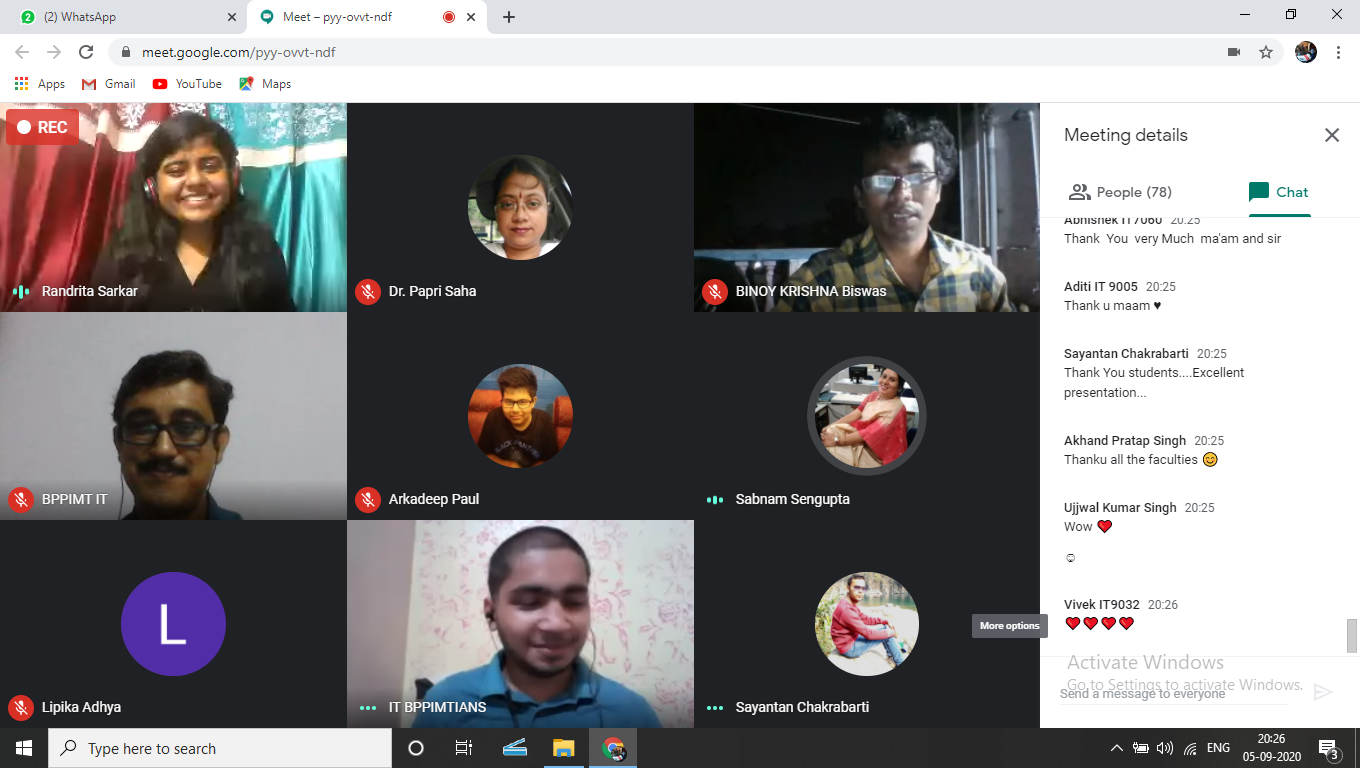 (2) WhatsApp
Meet – pyy-ovvt-ndf
meet.google.com/pyy-ovvt-ndf
Apps
Gmail
YouTube
Maps
REC
Randrita Sarkar
Dr. Papri Saha
BINOY KRISHNA Biswas
BPPIMT IT
Arkadeep Paul
Sabnam Sengupta
L
Lipika Adhya
IT BPPIMTIANS
Sayantan Chakrabarti
More options
Meeting details
People (78)
Chat
Abhishek IT7060 20:25
Thank You very Much ma'am and sir
Aditi IT 9005 20:25
Thank u maam ♥
Sayantan Chakrabarti 20:25
Thank You students....Excellent
presentation...
Akhand Pratap Singh 20:25
Thanku all the faculties 😊
Ujjwal Kumar Singh 20:25
Wow ❤
☺
Vivek IT9032 20:26
❤❤❤❤
Activate Windows
Go to Settings to activate Windows.
Send a message to everyone
Type here to search
ENG
20:26
05-09-2020
3